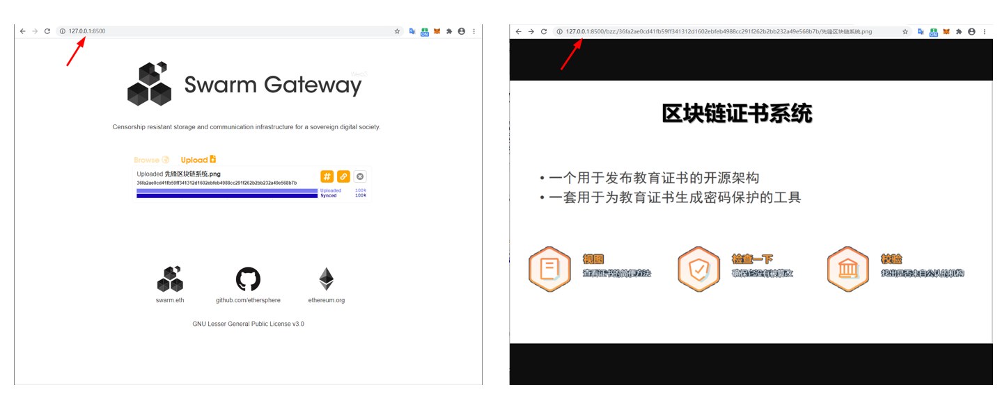 127.0.0.1:8500
Web3
Swarm Gateway
Censorship resistant storage and communication infrastructure for a sovereign digital society.
Browse Upload
Uploaded 先锋区块链系统.png
36fa2ae0cd41fb59ff341312d1602ebfeb4988cc291f262b2bb232a49e568b7b
Uploaded 100%
Synced 100%
swarm.eth github.com/ethersphere ethereum.org
GNU Lesser General Public License v3.0
127.0.0.1:8500/bzz:/36fa2ae0cd41fb59ff341312d1602ebfeb4988cc291f262b2bb232a49e568b7b/先锋区块链系统.png
区块链证书系统
• 一个用于发布教育证书的开源架构
• 一套用于为教育证书生成密码保护的工具
视图 检查一下 校验
查看证书的简便方法 确保它没有被篡改 找出是否来自公认的机构
ON
ON